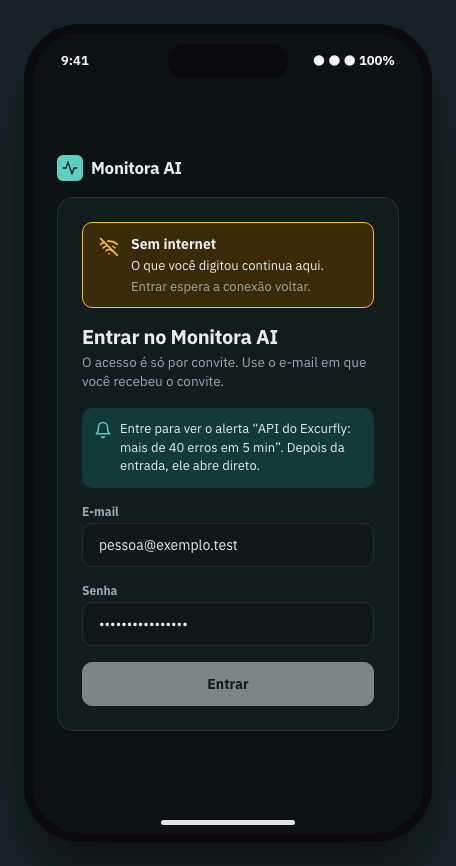 9:41
100%
Monitora AI
Sem internet
O que você digitou continua aqui.
Entrar espera a conexão voltar.
Entrar no Monitora AI
O acesso é só por convite. Use o e-mail em que
você recebeu o convite.
Entre para ver o alerta “API do Excurfly:
mais de 40 erros em 5 min”. Depois da
entrada, ele abre direto.
E-mail
pessoa@exemplo.test
Senha
••••••••••••••••
Entrar